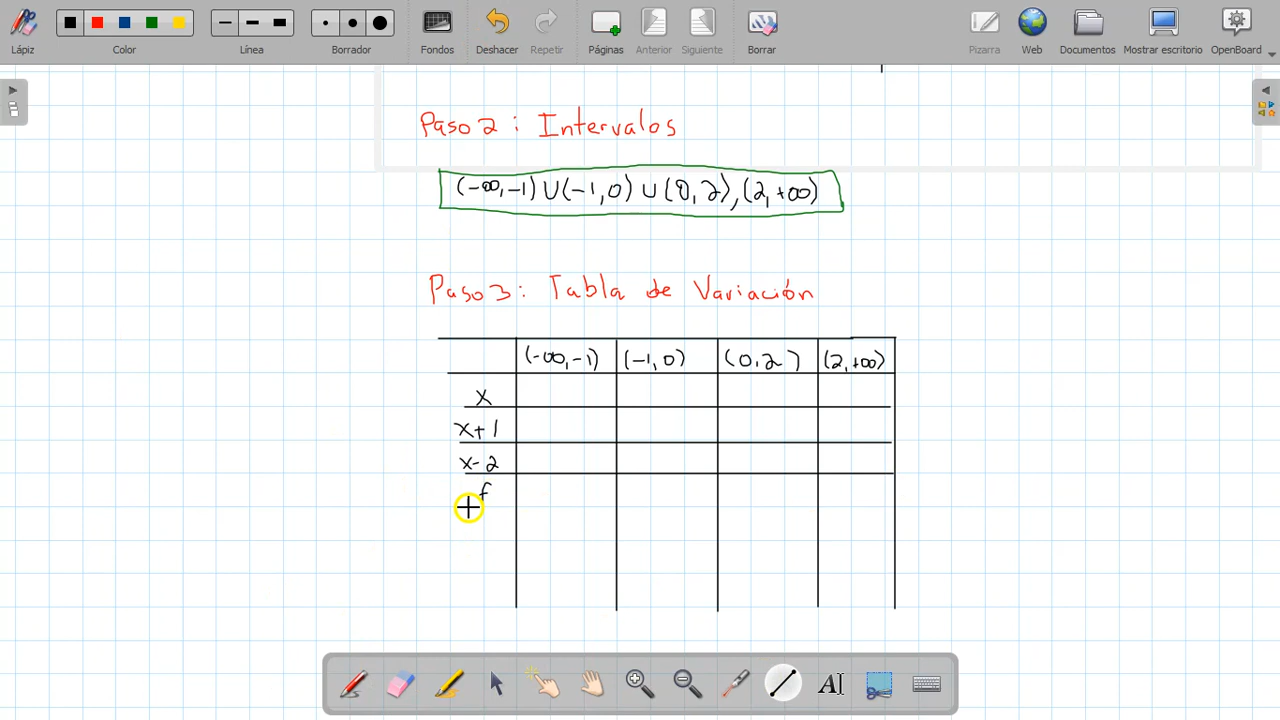 Lápiz Color Línea Borrador Fondos Deshacer Repetir Páginas Anterior Siguiente Borrar Pizarra Web Documentos Mostrar escritorio OpenBoard
Paso 2 : Intervalos
(-∞,-1) U (-1,0) U (0,2), (2,+∞)
Paso 3: Tabla de Variación
(-∞,-1) (-1,0) (0,2) (2,+∞)
x
x+1
x-2
f